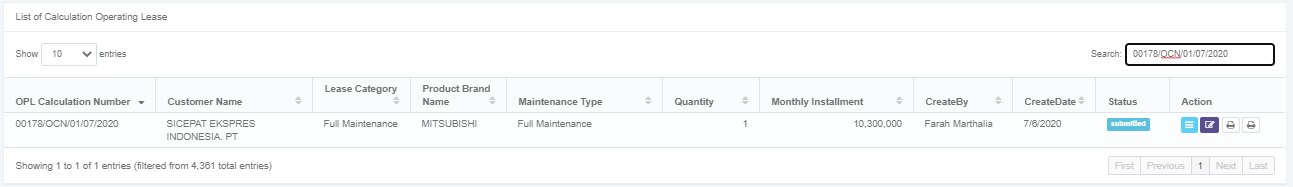 List of Calculation Operating Lease
Show 10 entries
Search: 00178/OCN/01/07/2020
OPL Calculation Number Customer Name Lease Category Product Brand Name Maintenance Type Quantity Monthly Installment CreateBy CreateDate Status Action
00178/OCN/01/07/2020 SICEPAT EKSPRES INDONESIA. PT Full Maintenance MITSUBISHI Full Maintenance 1 10,300,000 Farah Marthalia 7/6/2020 submitted
Showing 1 to 1 of 1 entries (filtered from 4,361 total entries)
First Previous 1 Next Last